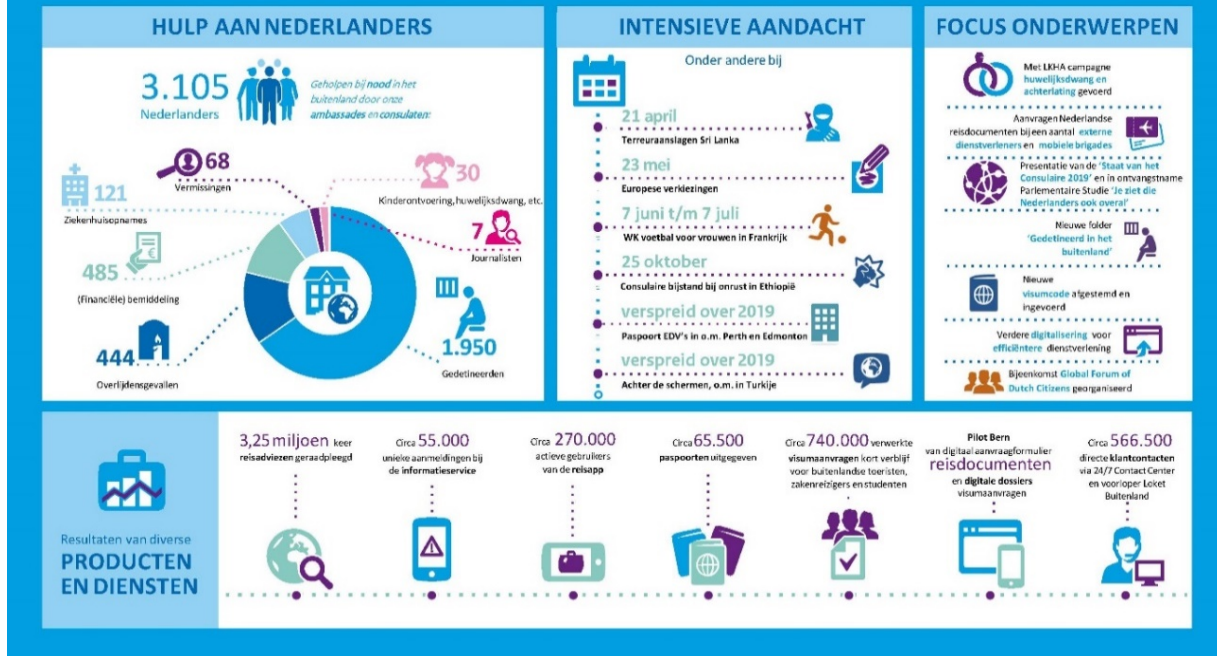 HULP AAN NEDERLANDERS
3.105
Nederlanders
Geholpen bij nood in het
buitenland door onze
ambassades en consulaten:
68
Vermissingen
30
Kinderontvoering, huwelijksdwang, etc.
121
Ziekenhuisopnames
7
Journalisten
485
(financiële) bemiddeling
444
Overlijdensgevallen
1.950
Gedetineerden
INTENSIEVE AANDACHT
Onder andere bij
21 april
Terreuraanslagen Sri Lanka
23 mei
Europese verkiezingen
7 juni t/m 7 juli
WK voetbal voor vrouwen in Frankrijk
25 oktober
Consulaire bijstand bij onrust in Ethiopië
verspreid over 2019
Paspoort EDV's in o.m. Perth en Edmonton
verspreid over 2019
Achter de schermen, o.m. in Turkije
FOCUS ONDERWERPEN
Met LKHA campagne
huwelijksdwang en
achterlating gevoerd
Aanvragen Nederlandse
reisdocumenten bij een aantal externe
dienstverleners en mobiele brigades
Presentatie van de 'Staat van het
Consulaire 2019' en in ontvangstname
Parlementaire Studie 'Je ziet die
Nederlanders ook overal'
Nieuwe folder
'Gedetineerd in het
buitenland'
Nieuwe
visumcode afgestemd en
ingevoerd
Verdere digitalisering voor
efficiëntere dienstverlening
Bijeenkomst Global Forum of
Dutch Citizens georganiseerd
Resultaten van diverse
PRODUCTEN
EN DIENSTEN
3,25 miljoen keer
reisadviezen geraadpleegd
Circa 55.000
unieke aanmeldingen bij
de informatieservice
Circa 270.000
actieve gebruikers
van de reisapp
Circa 65.500
paspoorten uitgegeven
Circa 740.000 verwerkte
visumaanvragen kort verblijf
voor buitenlandse toeristen,
zakenreizigers en studenten
Pilot Bern
van digitaal aanvraagformulier
reisdocumenten
en digitale dossiers
visumaanvragen
Circa 566.500
directe klantcontacten
via 24/7 Contact Center
en voorloper Loket
Buitenland